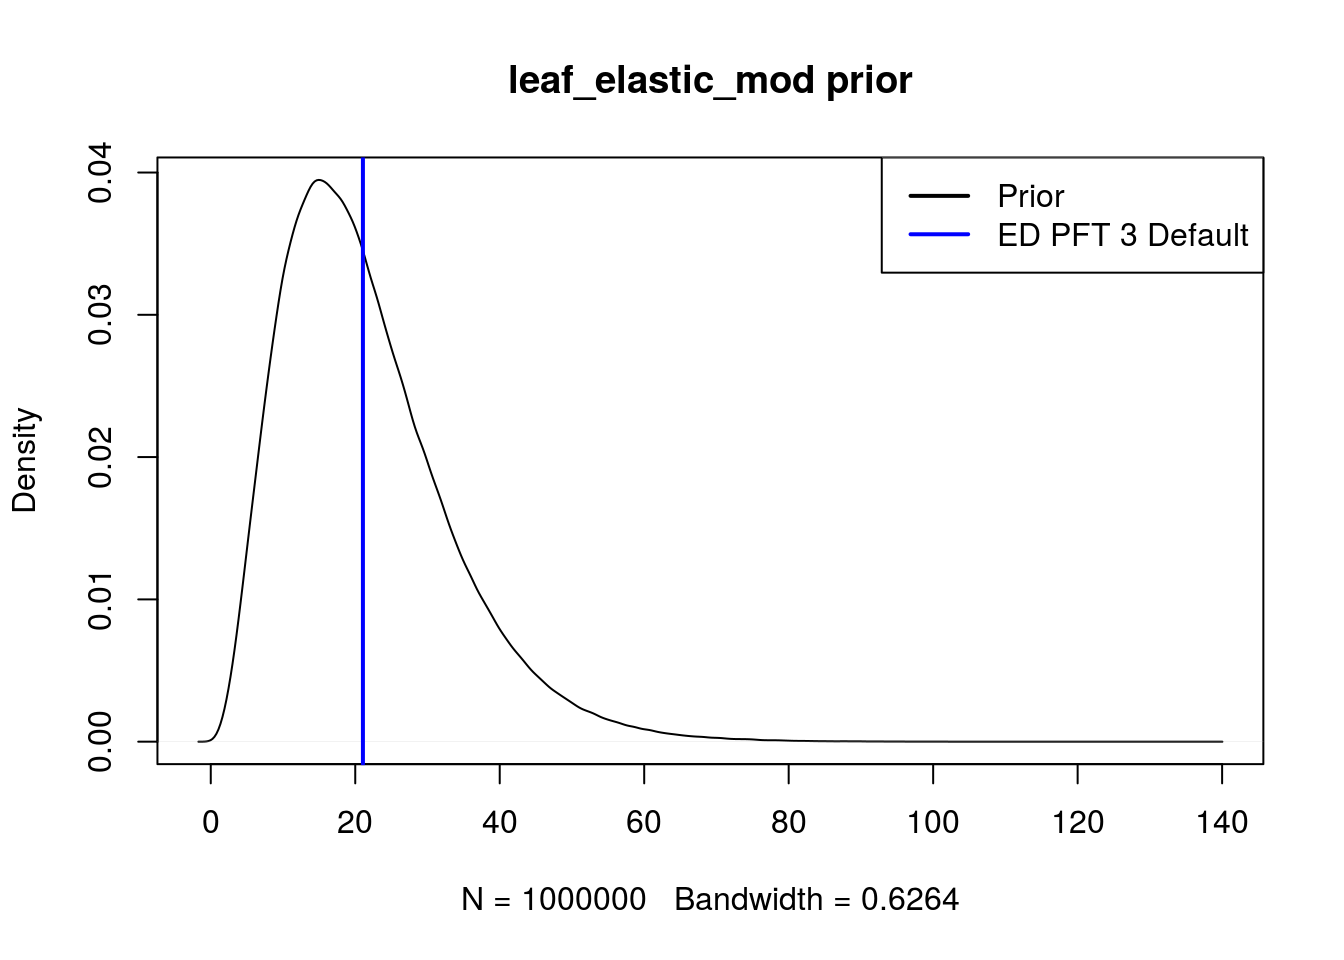 leaf_elastic_mod prior
Prior
ED PFT 3 Default
Density
0.04
0.03
0.02
0.01
0.00
0 20 40 60 80 100 120 140
N = 1000000 Bandwidth = 0.6264